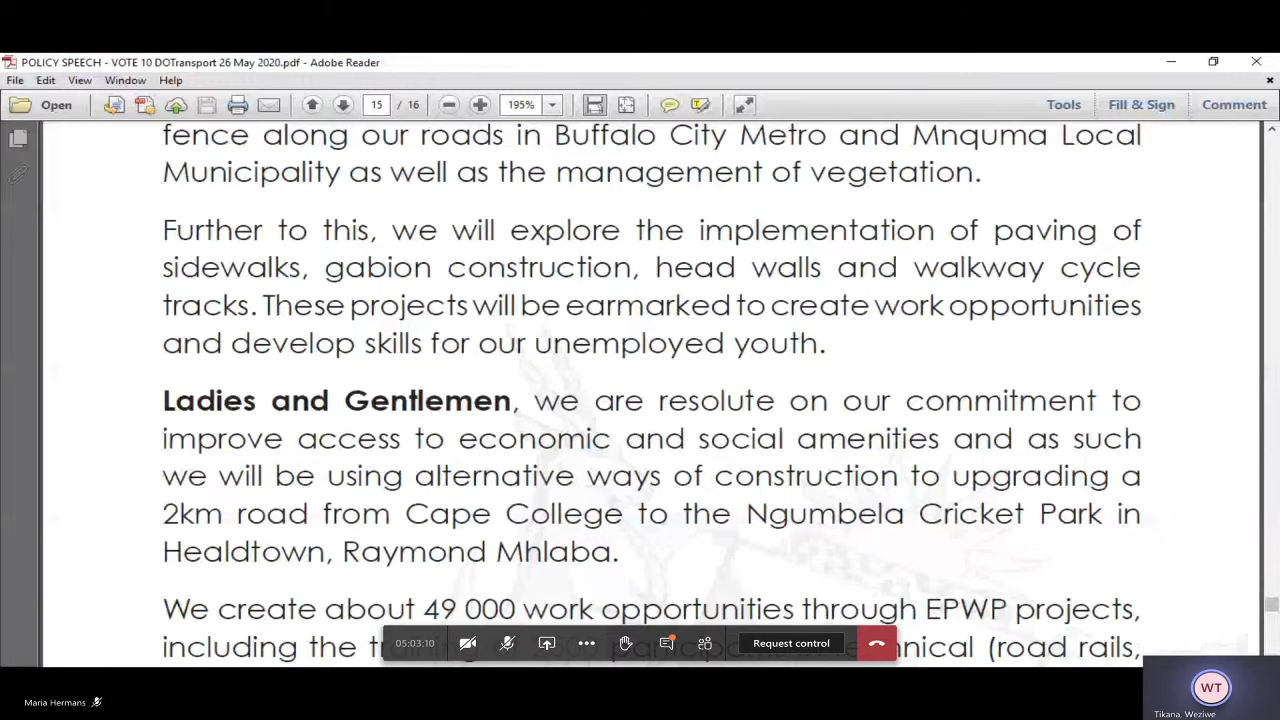 POLICY SPEECH - VOTE 10 DOTransport 26 May 2020.pdf - Adobe Reader
File Edit View Window Help
Open 15 / 16 195% Tools Fill & Sign Comment
fence along our roads in Buffalo City Metro and Mnquma Local
Municipality as well as the management of vegetation.
Further to this, we will explore the implementation of paving of
sidewalks, gabion construction, head walls and walkway cycle
tracks. These projects will be earmarked to create work opportunities
and develop skills for our unemployed youth.
Ladies and Gentlemen, we are resolute on our commitment to
improve access to economic and social amenities and as such
we will be using alternative ways of construction to upgrading a
2km road from Cape College to the Ngumbela Cricket Park in
Healdtown, Raymond Mhlaba.
We create about 49 000 work opportunities through EPWP projects,
including the (road rails,
05:03:10 Request control
WT
Maria Hermans
Tikana, Weziwe